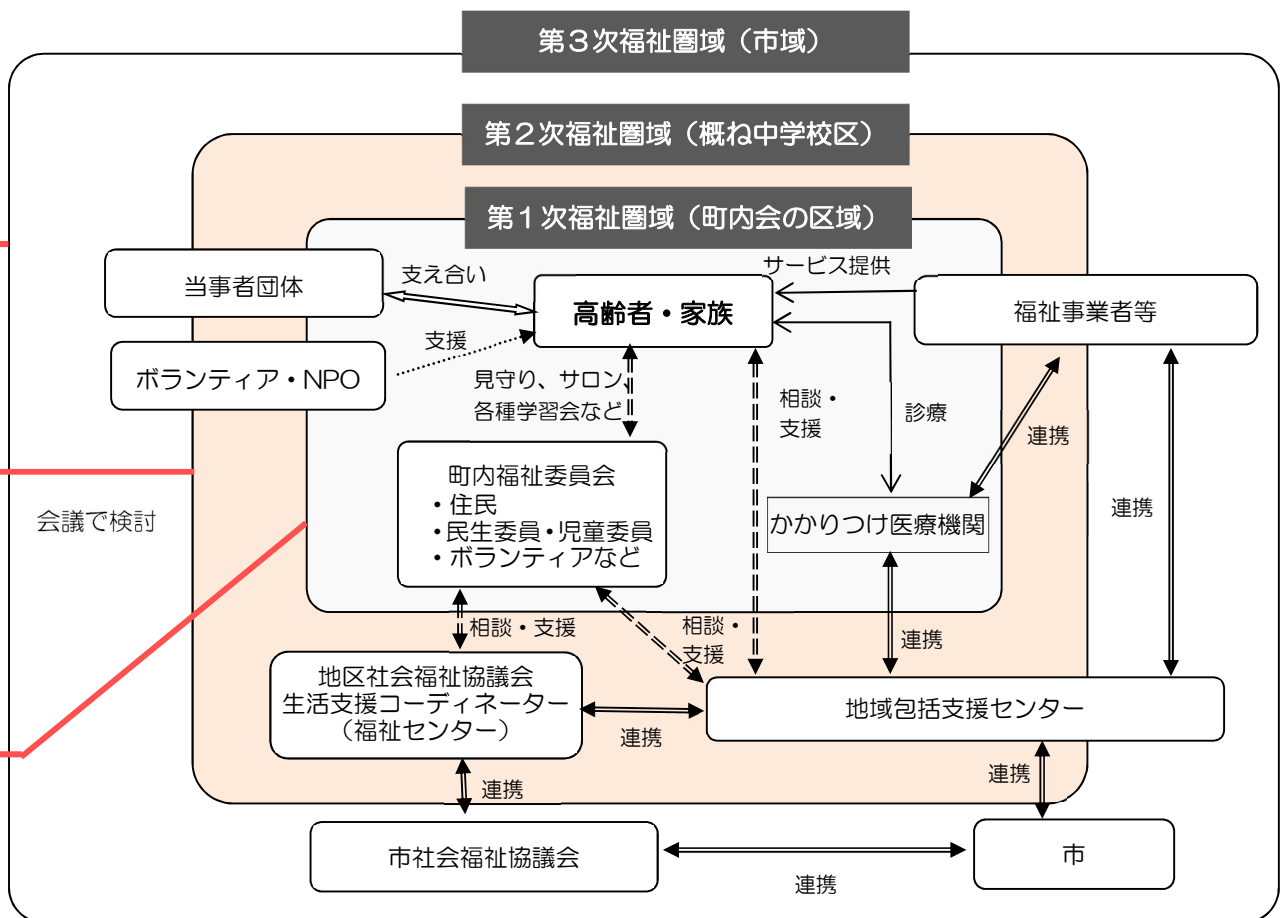 第３次福祉圏域（市域）
第２次福祉圏域（概ね中学校区）
第１次福祉圏域（町内会の区域）
当事者団体
支え合い
高齢者・家族
サービス提供
福祉事業者等
ボランティア・NPO
支援
見守り、サロン、
各種学習会など
相談・
支援
診療
連携
連携
会議で検討
町内福祉委員会
・住民
・民生委員・児童委員
・ボランティアなど
かかりつけ医療機関
相談・支援
相談・
支援
連携
地区社会福祉協議会
生活支援コーディネーター
（福祉センター）
連携
地域包括支援センター
連携
連携
市社会福祉協議会
連携
市